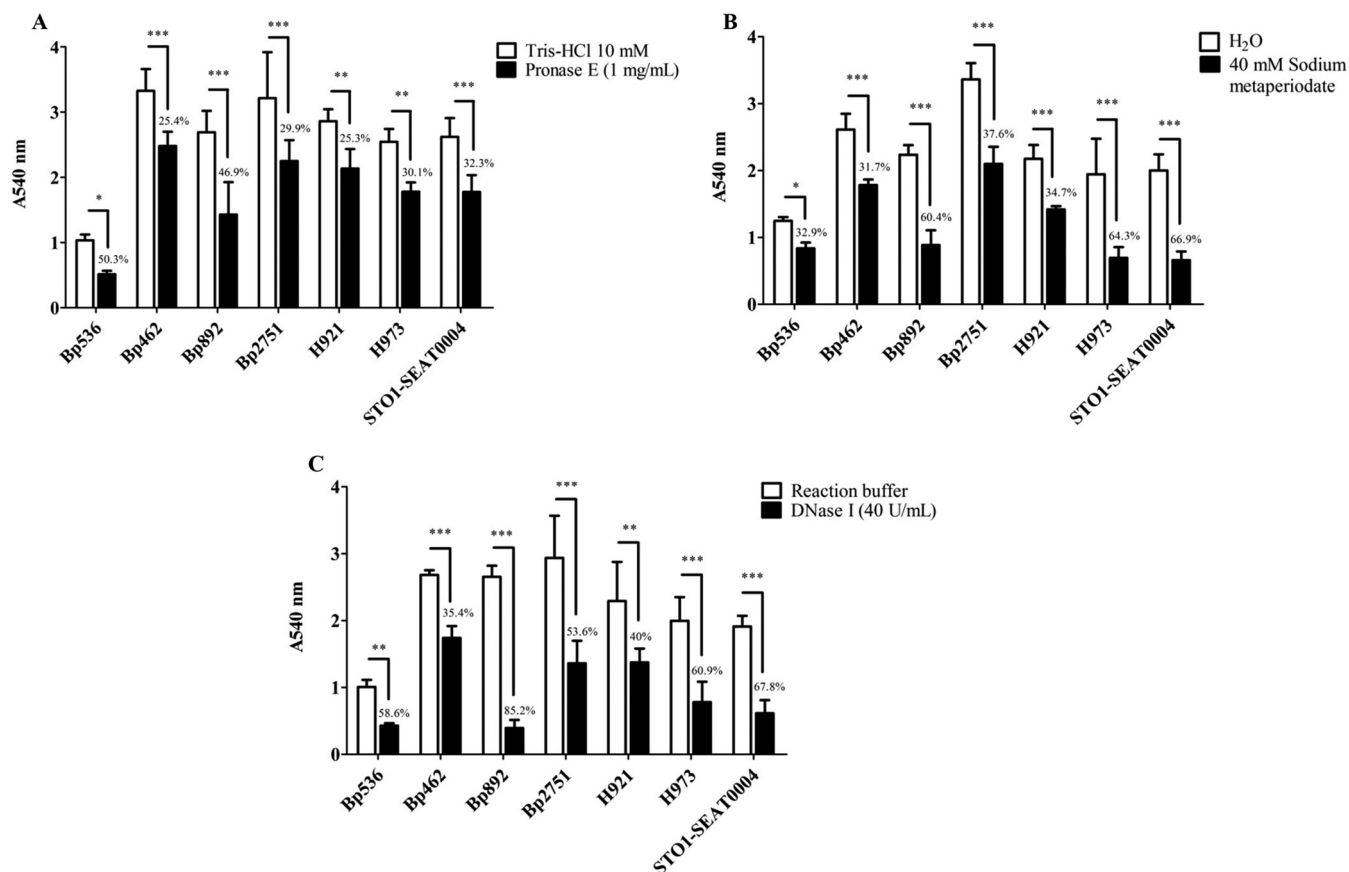 A
Tris-HCl 10 mM
Pronase E (1 mg/mL)
A540 nm
4
3
2
1
0
*
50.3%
***
25.4%
***
46.9%
***
29.9%
**
25.3%
**
30.1%
***
32.3%
Bp536
Bp462
Bp892
Bp2751
H921
H973
STO1-SEAT0004
B
H₂O
40 mM Sodium
metaperiodate
A540 nm
4
3
2
1
0
*
32.9%
***
31.7%
***
60.4%
***
37.6%
***
34.7%
***
64.3%
***
66.9%
Bp536
Bp462
Bp892
Bp2751
H921
H973
STO1-SEAT0004
C
Reaction buffer
DNase I (40 U/mL)
A540 nm
4
3
2
1
0
**
58.6%
***
35.4%
***
85.2%
***
53.6%
**
40%
***
60.9%
***
67.8%
Bp536
Bp462
Bp892
Bp2751
H921
H973
STO1-SEAT0004